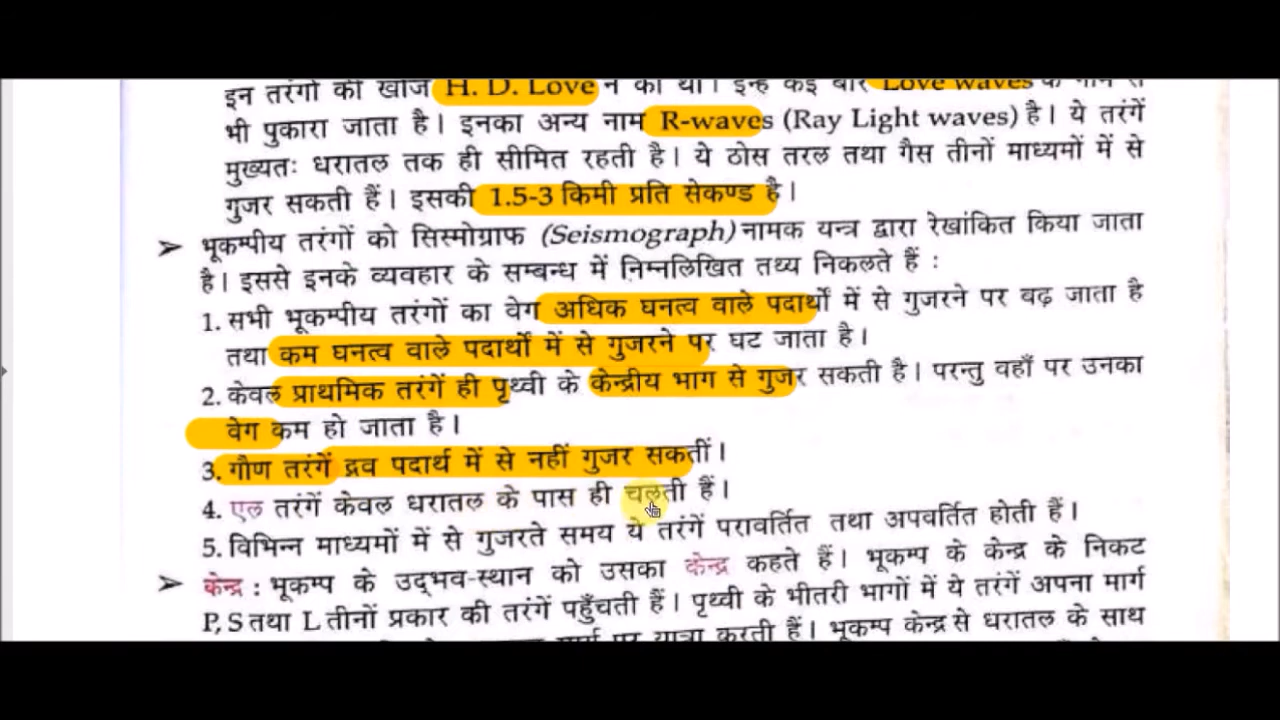 इन तरंगों की खोज H. D. Love ने की थी। इन्हें कई बार Love waves के नाम से
भी पुकारा जाता है। इनका अन्य नाम R-waves (Ray Light waves) है। ये तरंगें
मुख्यतः धरातल तक ही सीमित रहती है। ये ठोस तरल तथा गैस तीनों माध्यमों में से
गुजर सकती हैं। इसकी 1.5-3 किमी प्रति सेकण्ड है।
➤ भूकम्पीय तरंगों को सिस्मोग्राफ (Seismograph) नामक यन्त्र द्वारा रेखांकित किया जाता
है। इससे इनके व्यवहार के सम्बन्ध में निम्नलिखित तथ्य निकलते हैं :
1. सभी भूकम्पीय तरंगों का वेग अधिक घनत्व वाले पदार्थों में से गुजरने पर बढ़ जाता है
तथा कम घनत्व वाले पदार्थों में से गुजरने पर घट जाता है।
2. केवल प्राथमिक तरंगें ही पृथ्वी के केन्द्रीय भाग से गुजर सकती है। परन्तु वहाँ पर उनका
वेग कम हो जाता है।
3. गौण तरंगें द्रव पदार्थ में से नहीं गुजर सकतीं।
4. एल तरंगें केवल धरातल के पास ही चलती हैं।
5. विभिन्न माध्यमों में से गुजरते समय ये तरंगें परावर्तित तथा अपवर्तित होती हैं।
➤ केन्द्र : भूकम्प के उद्‌भव-स्थान को उसका केन्द्र कहते हैं। भूकम्प के केन्द्र के निकट
P, S तथा L तीनों प्रकार की तरंगें पहुँचती हैं। पृथ्वी के भीतरी भागों में ये तरंगें अपना मार्ग
मार्ग पर यात्रा करती हैं। भूकम्प केन्द्र से धरातल के साथ